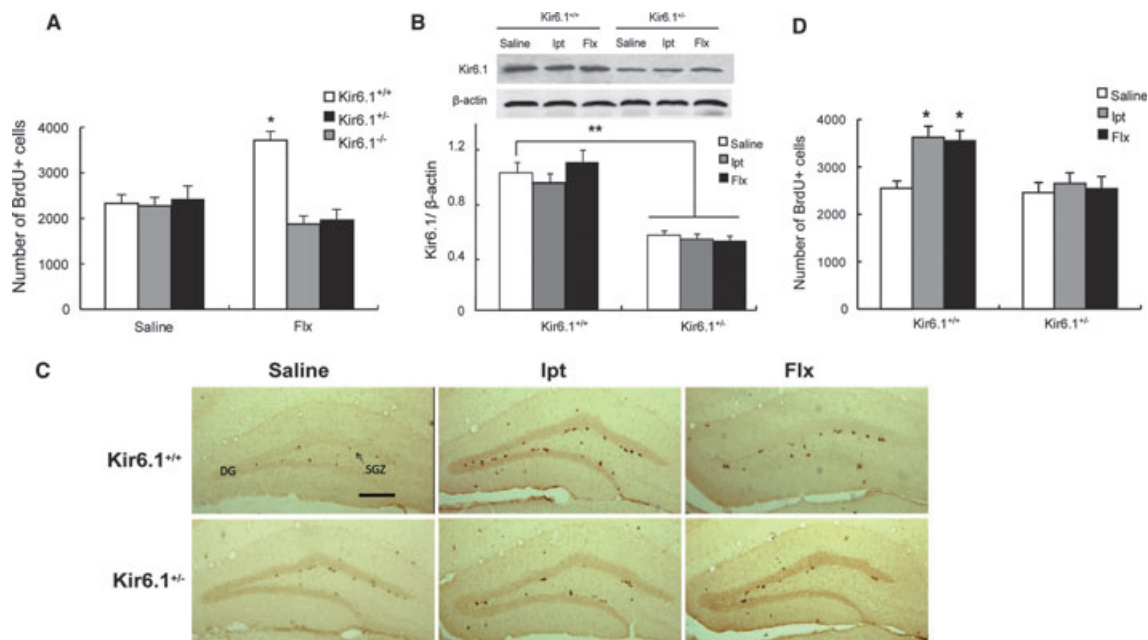 A
Kir6.1+/+
Kir6.1+/-
Kir6.1-/-
*
Number of BrdU+ cells
4000
3000
2000
1000
0
Saline
Flx
B
Kir6.1+/+
Kir6.1+/-
Saline
Ipt
Flx
Saline
Ipt
Flx
Kir6.1
β-actin
**
Saline
Ipt
Flx
Kir6.1/ β-actin
1.2
0.8
0.4
0
Kir6.1+/+
Kir6.1+/-
D
Saline
Ipt
Flx
*
*
Number of BrdU+ cells
4000
3000
2000
1000
0
Kir6.1+/+
Kir6.1+/-
C
Saline
Ipt
Flx
Kir6.1+/+
DG
SGZ
Kir6.1+/-